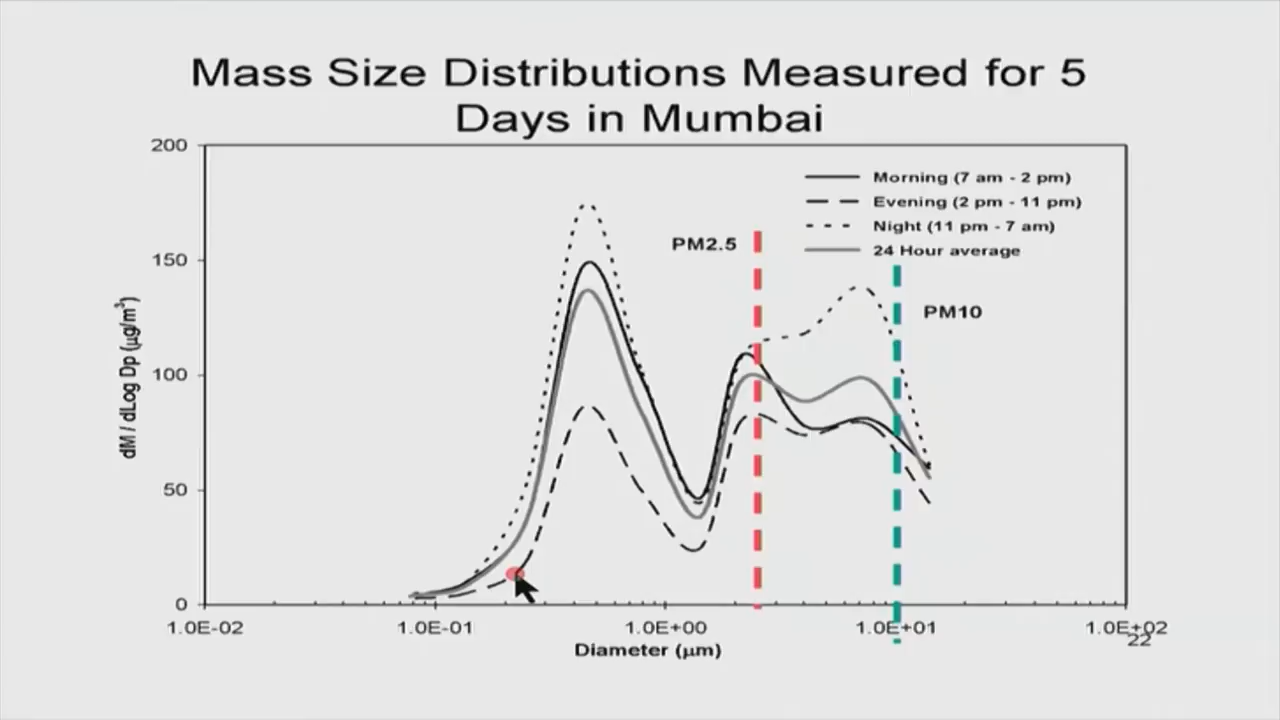 Mass Size Distributions Measured for 5
Days in Mumbai
200
150
100
50
0
dM / dLog Dp (µg/m³)
Morning (7 am - 2 pm)
Evening (2 pm - 11 pm)
Night (11 pm - 7 am)
24 Hour average
PM2.5
PM10
1.0E-02 1.0E-01 1.0E+00 1.0E+01 1.0E+02
22
Diameter (µm)